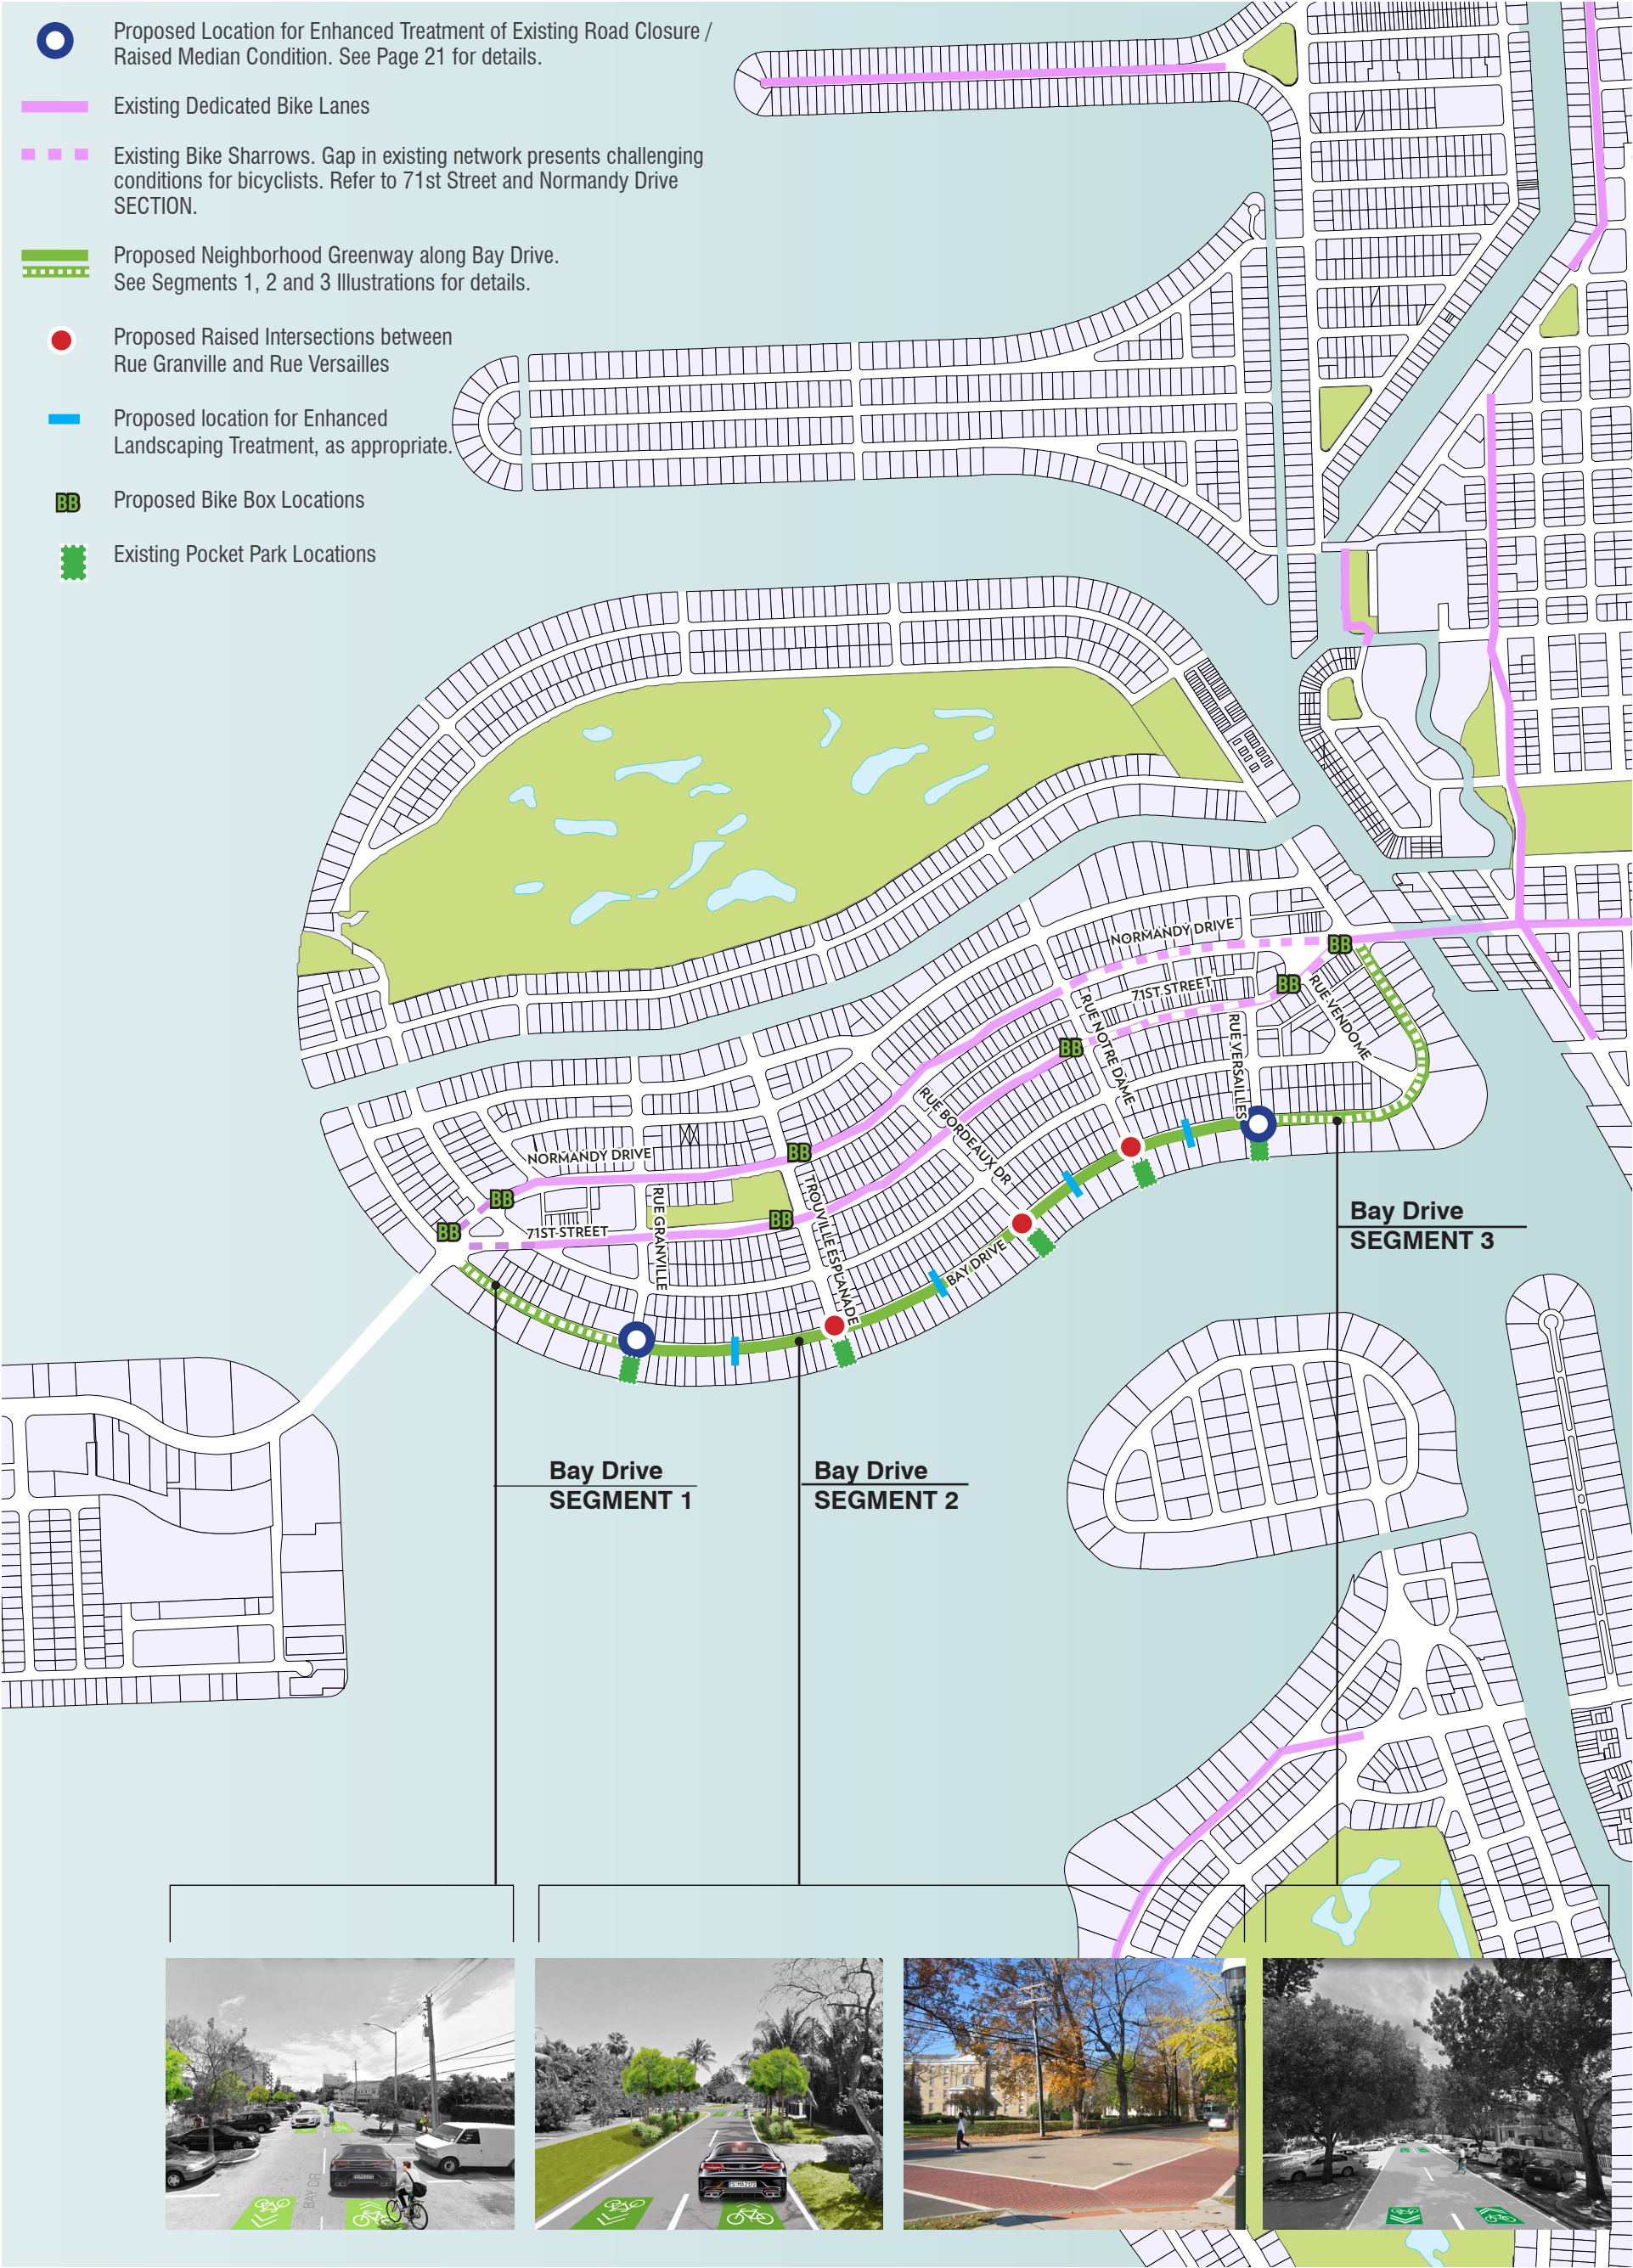 Proposed Location for Enhanced Treatment of Existing Road Closure /
Raised Median Condition. See Page 21 for details.
Existing Dedicated Bike Lanes
Existing Bike Sharrows. Gap in existing network presents challenging
conditions for bicyclists. Refer to 71st Street and Normandy Drive
SECTION.
Proposed Neighborhood Greenway along Bay Drive.
See Segments 1, 2 and 3 Illustrations for details.
Proposed Raised Intersections between
Rue Granville and Rue Versailles
Proposed location for Enhanced
Landscaping Treatment, as appropriate.
BB
Proposed Bike Box Locations
Existing Pocket Park Locations
NORMANDY DRIVE
BB
71ST STREET
BB
RUE VENDOME
RUE NOTRE DAME
RUE VERSAILLES
BB
RUE BORDEAUX DR
NORMANDY DRIVE
BB
BB
TROUVILLE ESPLANADE
RUE GRANVILLE
BB
BB
71ST STREET
BAY DRIVE
Bay Drive
SEGMENT 3
Bay Drive
SEGMENT 1
Bay Drive
SEGMENT 2
BAY DR